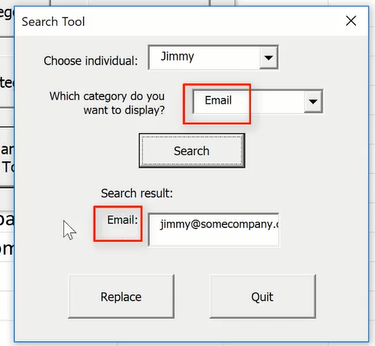 Search Tool
Choose individual:
Jimmy
Which category do you
want to display?
Email
Search
Search result:
Email:
jimmy@somecompany.
Replace
Quit